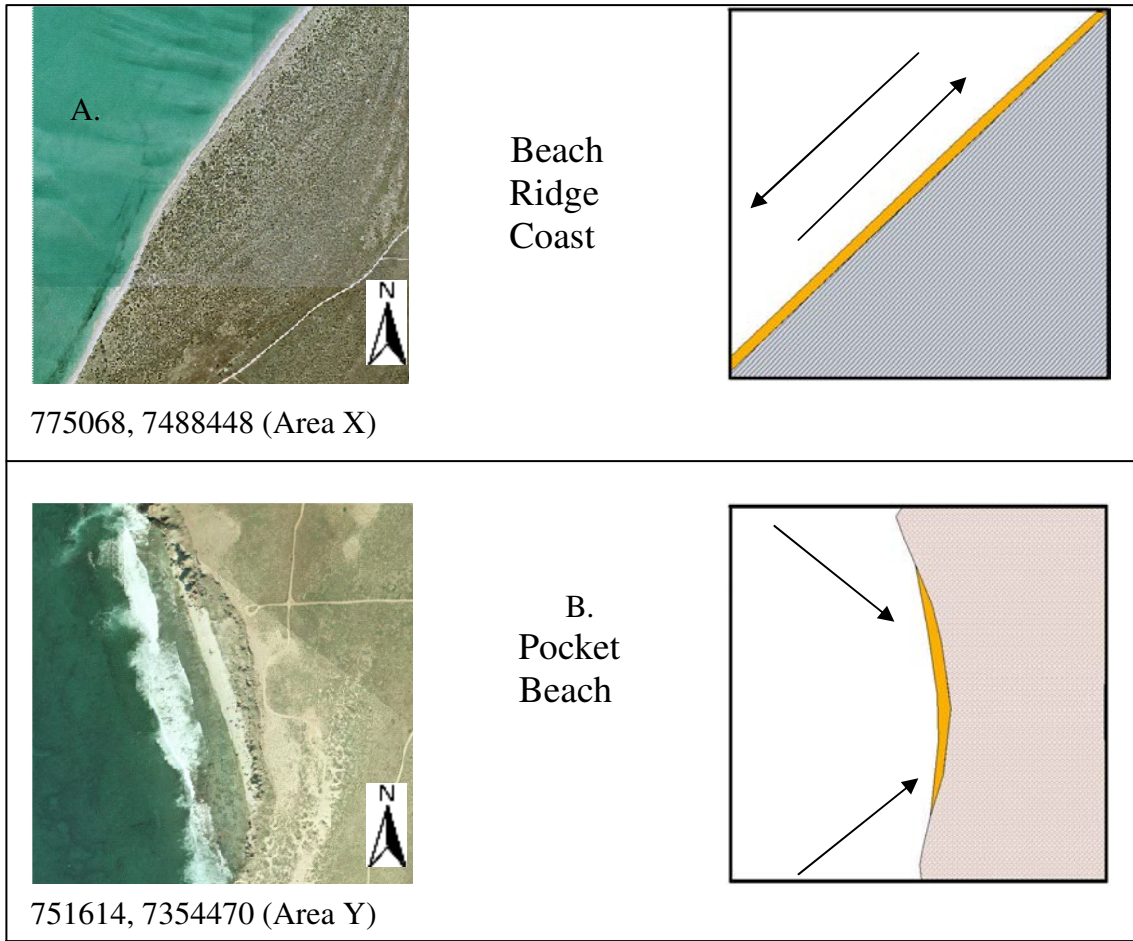 A.
N
Beach
Ridge
Coast
775068, 7488448 (Area X)
N
B.
Pocket
Beach
751614, 7354470 (Area Y)